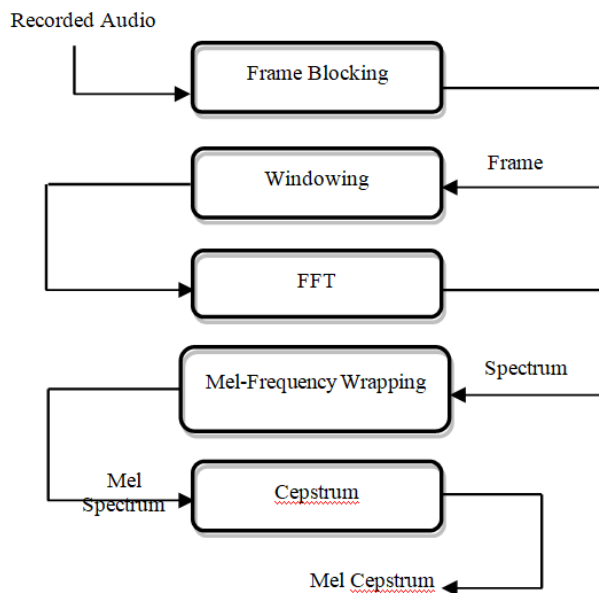 Recorded Audio
Frame Blocking
Frame
Windowing
FFT
Spectrum
Mel-Frequency Wrapping
Mel
Spectrum
Cepstrum
Mel Cepstrum